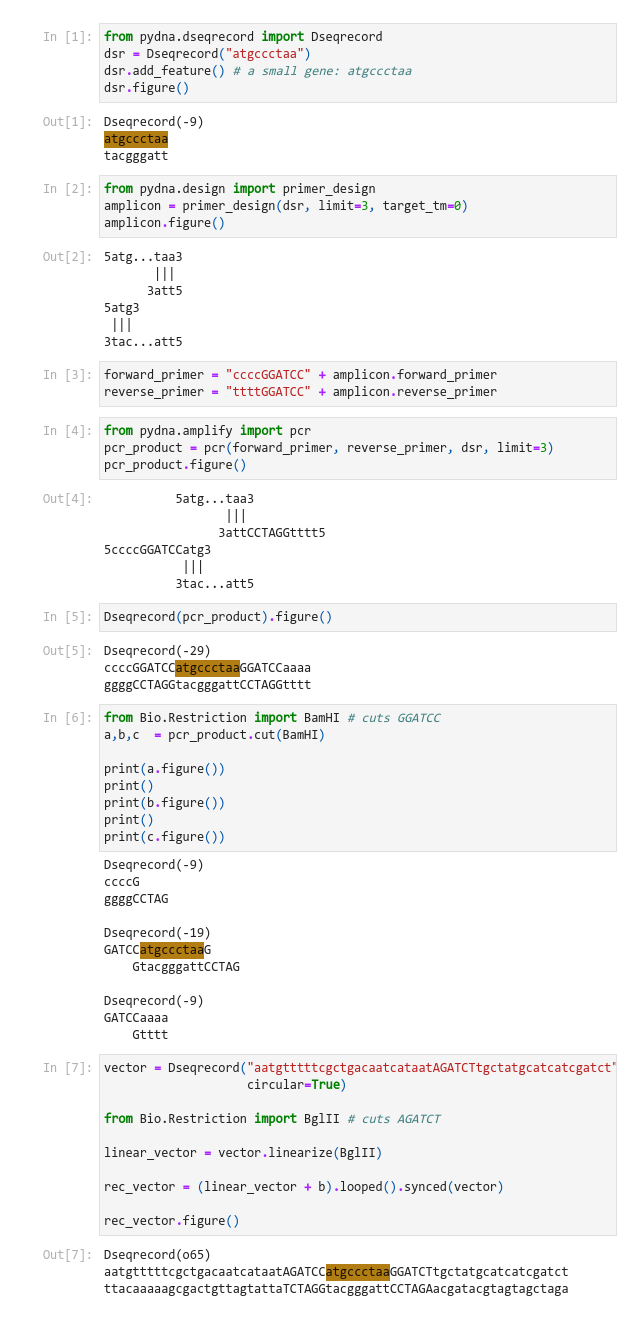 In [1]: from pydna.dseqrecord import Dseqrecord
dsr = Dseqrecord("atgccctaa")
dsr.add_feature() # a small gene: atgccctaa
dsr.figure()
Out[1]: Dseqrecord(-9)
atgccctaa
tacgggatt
In [2]: from pydna.design import primer_design
amplicon = primer_design(dsr, limit=3, target_tm=0)
amplicon.figure()
Out[2]: 5atg...taa3
       |||
      3att5
5atg3
 |||
3tac...att5
In [3]: forward_primer = "ccccGGATCC" + amplicon.forward_primer
reverse_primer = "ttttGGATCC" + amplicon.reverse_primer
In [4]: from pydna.amplify import pcr
pcr_product = pcr(forward_primer, reverse_primer, dsr, limit=3)
pcr_product.figure()
Out[4]:           5atg...taa3
                 |||
                3attCCTAGGtttt5
5ccccGGATCCatg3
           |||
          3tac...att5
In [5]: Dseqrecord(pcr_product).figure()
Out[5]: Dseqrecord(-29)
ccccGGATCCatgccctaaGGATCCaaaa
ggggCCTAGGtacgggattCCTAGGtttt
In [6]: from Bio.Restriction import BamHI # cuts GGATCC
a,b,c  = pcr_product.cut(BamHI)
print(a.figure())
print()
print(b.figure())
print()
print(c.figure())
Dseqrecord(-9)
ccccG
ggggCCTAG
Dseqrecord(-19)
GATCCatgccctaaG
    GtacgggattCCTAG
Dseqrecord(-9)
GATCCaaaa
    Gtttt
In [7]: vector = Dseqrecord("aatgtttttcgctgacaatcataatAGATCTtgctatgcatcatcgatct"
                    circular=True)
from Bio.Restriction import BglII # cuts AGATCT
linear_vector = vector.linearize(BglII)
rec_vector = (linear_vector + b).looped().synced(vector)
rec_vector.figure()
Out[7]: Dseqrecord(o65)
aatgtttttcgctgacaatcataatAGATCCatgccctaaGGATCTtgctatgcatcatcgatct
ttacaaaaagcgactgttagtattaTCTAGGtacgggattCCTAGAacgatacgtagtagctaga